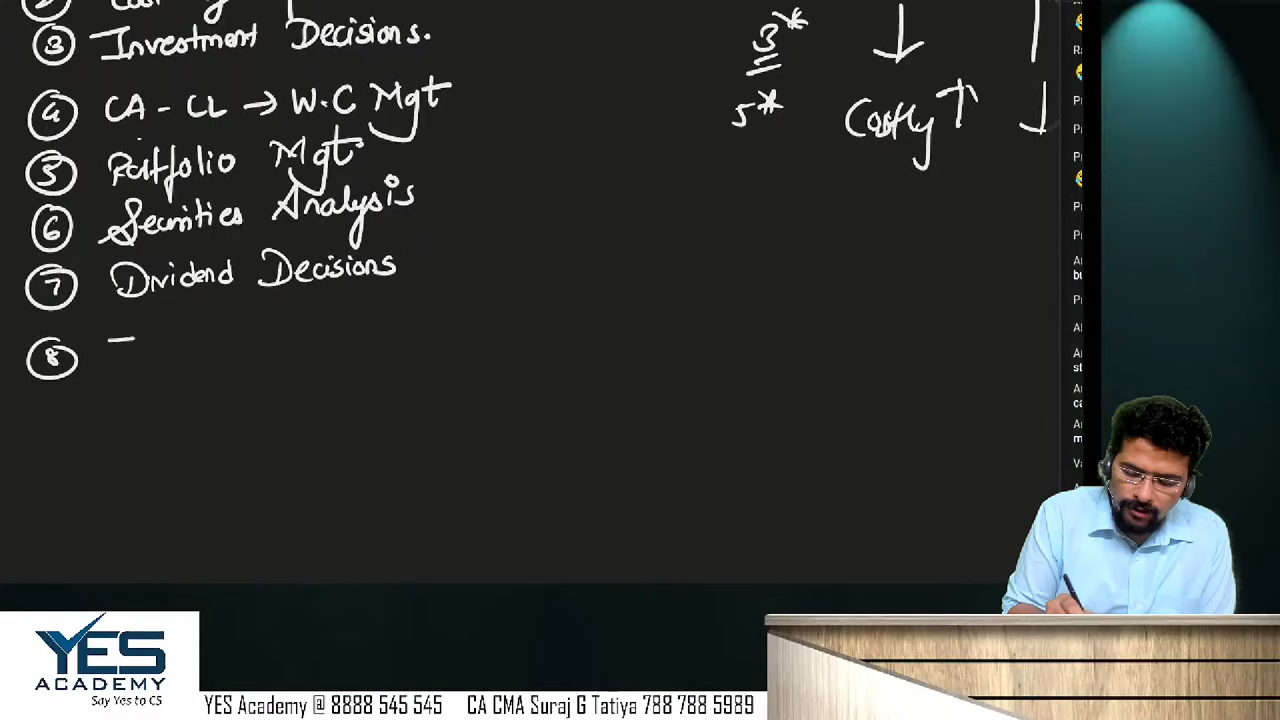 ②
③ Investment Decisions.
④ CA - CL → W.C Mgt
⑤ Portfolio Mgt
⑥ Securities Analysis
⑦ Dividend Decisions
⑧
3*
5*
Costly ↑
YES
ACADEMY
Say Yes to CS
YES Academy @ 8888 545 545 CA CMA Suraj G Tatiya 788 788 5989